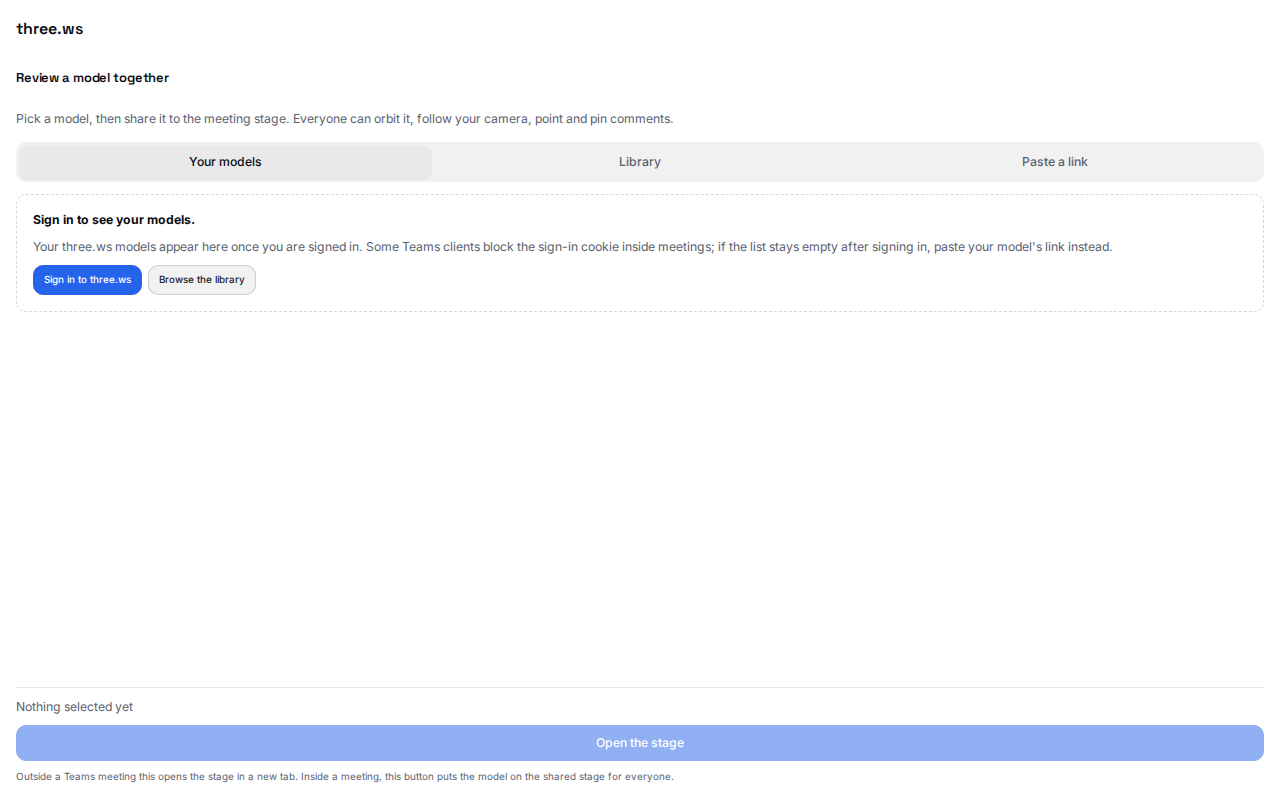 three.ws
Review a model together
Pick a model, then share it to the meeting stage. Everyone can orbit it, follow your camera, point and pin comments.
Your models
Library
Paste a link
Sign in to see your models.
Your three.ws models appear here once you are signed in. Some Teams clients block the sign-in cookie inside meetings; if the list stays empty after signing in, paste your model's link instead.
Sign in to three.ws
Browse the library
Nothing selected yet
Open the stage
Outside a Teams meeting this opens the stage in a new tab. Inside a meeting, this button puts the model on the shared stage for everyone.